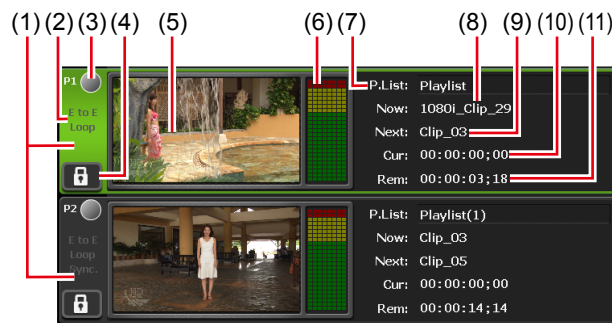 (1) (2) (3) (4) (5) (6) (7) (8) (9) (10) (11)
P1
E to E
Loop
P.List: Playlist
Now: 1080i_Clip_29
Next: Clip_03
Cur: 00:00:00;00
Rem: 00:00:03;18
P2
E to E
Loop
Sync.
P.List: Playlist(1)
Now: Clip_03
Next: Clip_05
Cur: 00:00:00;00
Rem: 00:00:14;14